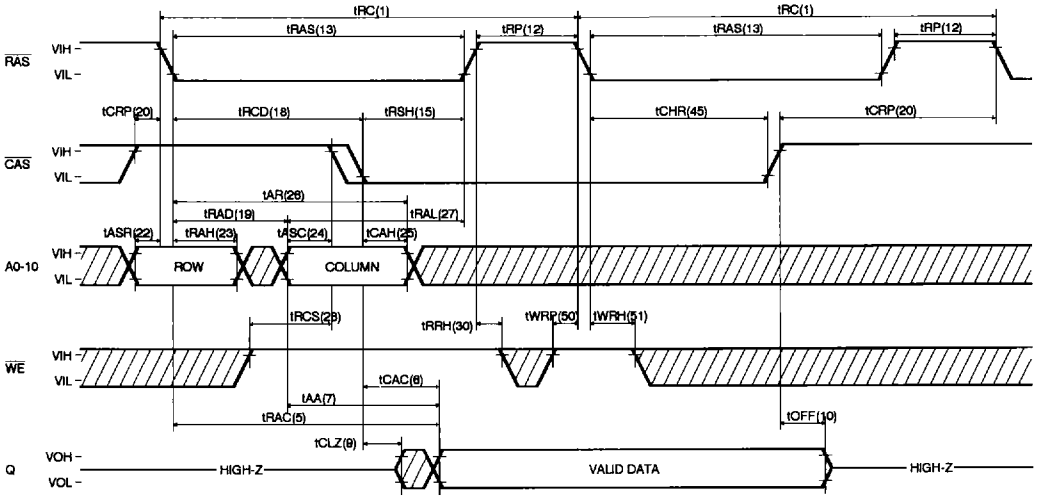 tRC(1) tRC(1)
tRAS(13) tRP(12) tRAS(13) tRP(12)
RAS VIH
VIL
tCRP(20) tRCD(18) tRSH(15) tCHR(45) tCRP(20)
CAS VIH
VIL
tAR(26)
tRAD(19) tRAL(27)
tASR(22) tRAH(23) tASC(24) tCAH(25)
A0-10 VIH
VIL
ROW COLUMN
tRCS(28) tRRH(30) tWRP(50) tWRH(51)
WE VIH
VIL
tCAC(6)
tAA(7)
tRAC(5) tOFF(10)
tCLZ(9)
Q VOH
VOL
HIGH-Z VALID DATA HIGH-Z